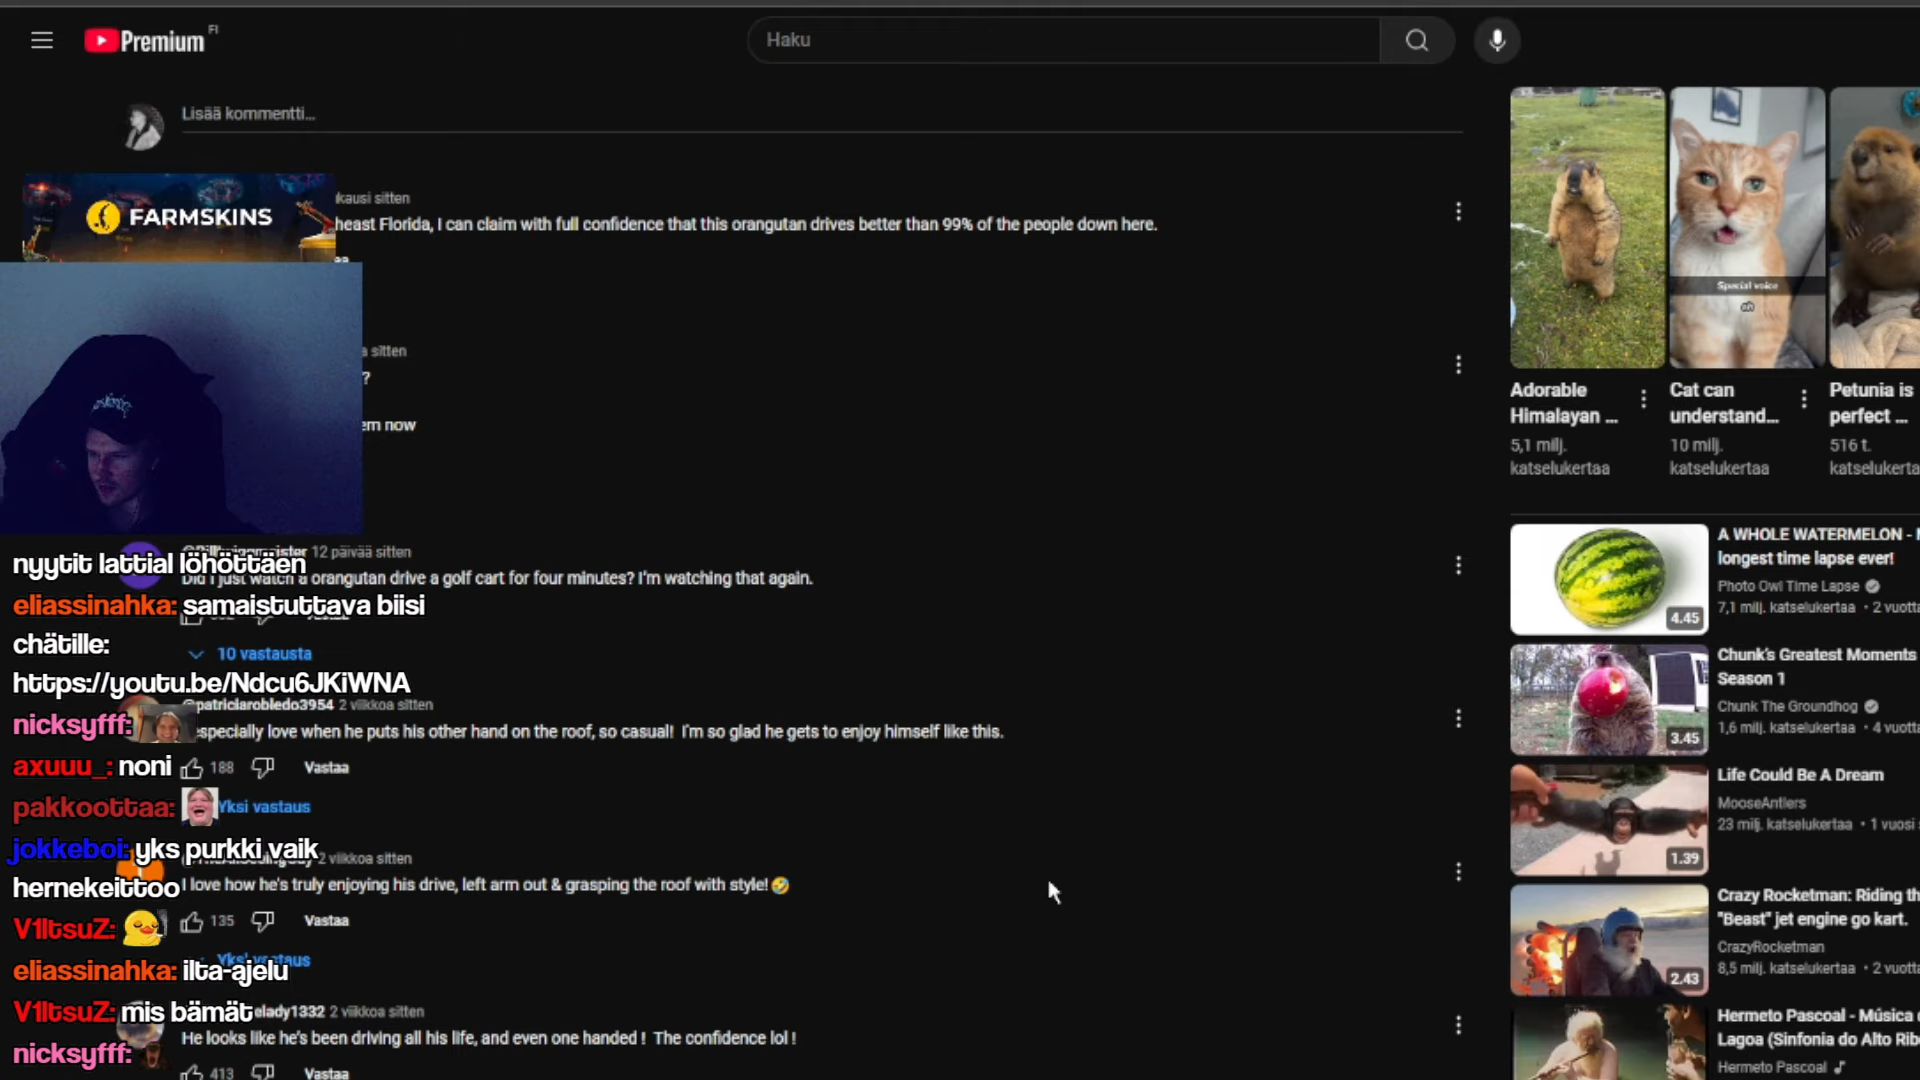 Premium FI
Haku
Lisää kommentti...
FARMSKINS
kausi sitten
heast Florida, I can claim with full confidence that this orangutan drives better than 99% of the people down here.
sitten
?
em now
12 päivää sitten
Did I just watch a orangutan drive a golf cart for four minutes? I'm watching that again.
10 vastausta
patriciarobledo3954 2 viikkoa sitten
especially love when he puts his other hand on the roof, so casual! I'm so glad he gets to enjoy himself like this.
188 Vastaa
Yksi vastaus
2 viikkoa sitten
I love how he's truly enjoying his drive, left arm out & grasping the roof with style!🤣
135 Vastaa
elady1332 2 viikkoa sitten
He looks like he's been driving all his life, and even one handed ! The confidence lol !
413 Vastaa
nyytit lattial löhöttäen
eliassinahka: samaistuttava biisi
chätille:
https://youtu.be/Ndcu6JKiWNA
nicksyfff:
axuuu_: noni
pakkoottaa:
jokkeboi: yks purkki vaik
hernekeittoo
V1ltsuZ:
eliassinahka: ilta-ajelu
V1ltsuZ: mis bämät
nicksyfff:
Special voice
Adorable
Himalayan ...
5,1 milj.
katselukertaa
Cat can
understand...
10 milj.
katselukertaa
Petunia is
perfect ...
516 t.
katselukerta
A WHOLE WATERMELON -
longest time lapse ever!
Photo Owl Time Lapse
7,1 milj. katselukertaa • 2 vuott
4.45
Chunk's Greatest Moments
Season 1
Chunk The Groundhog
1,6 milj. katselukertaa • 4 vuott
3.45
Life Could Be A Dream
MooseAntlers
23 milj. katselukertaa • 1 vuosi
1.39
Crazy Rocketman: Riding th
"Beast" jet engine go kart.
CrazyRocketman
8,5 milj. katselukertaa • 2 vuott
2.43
Hermeto Pascoal - Música
Lagoa (Sinfonia do Alto Rib
Hermeto Pascoal